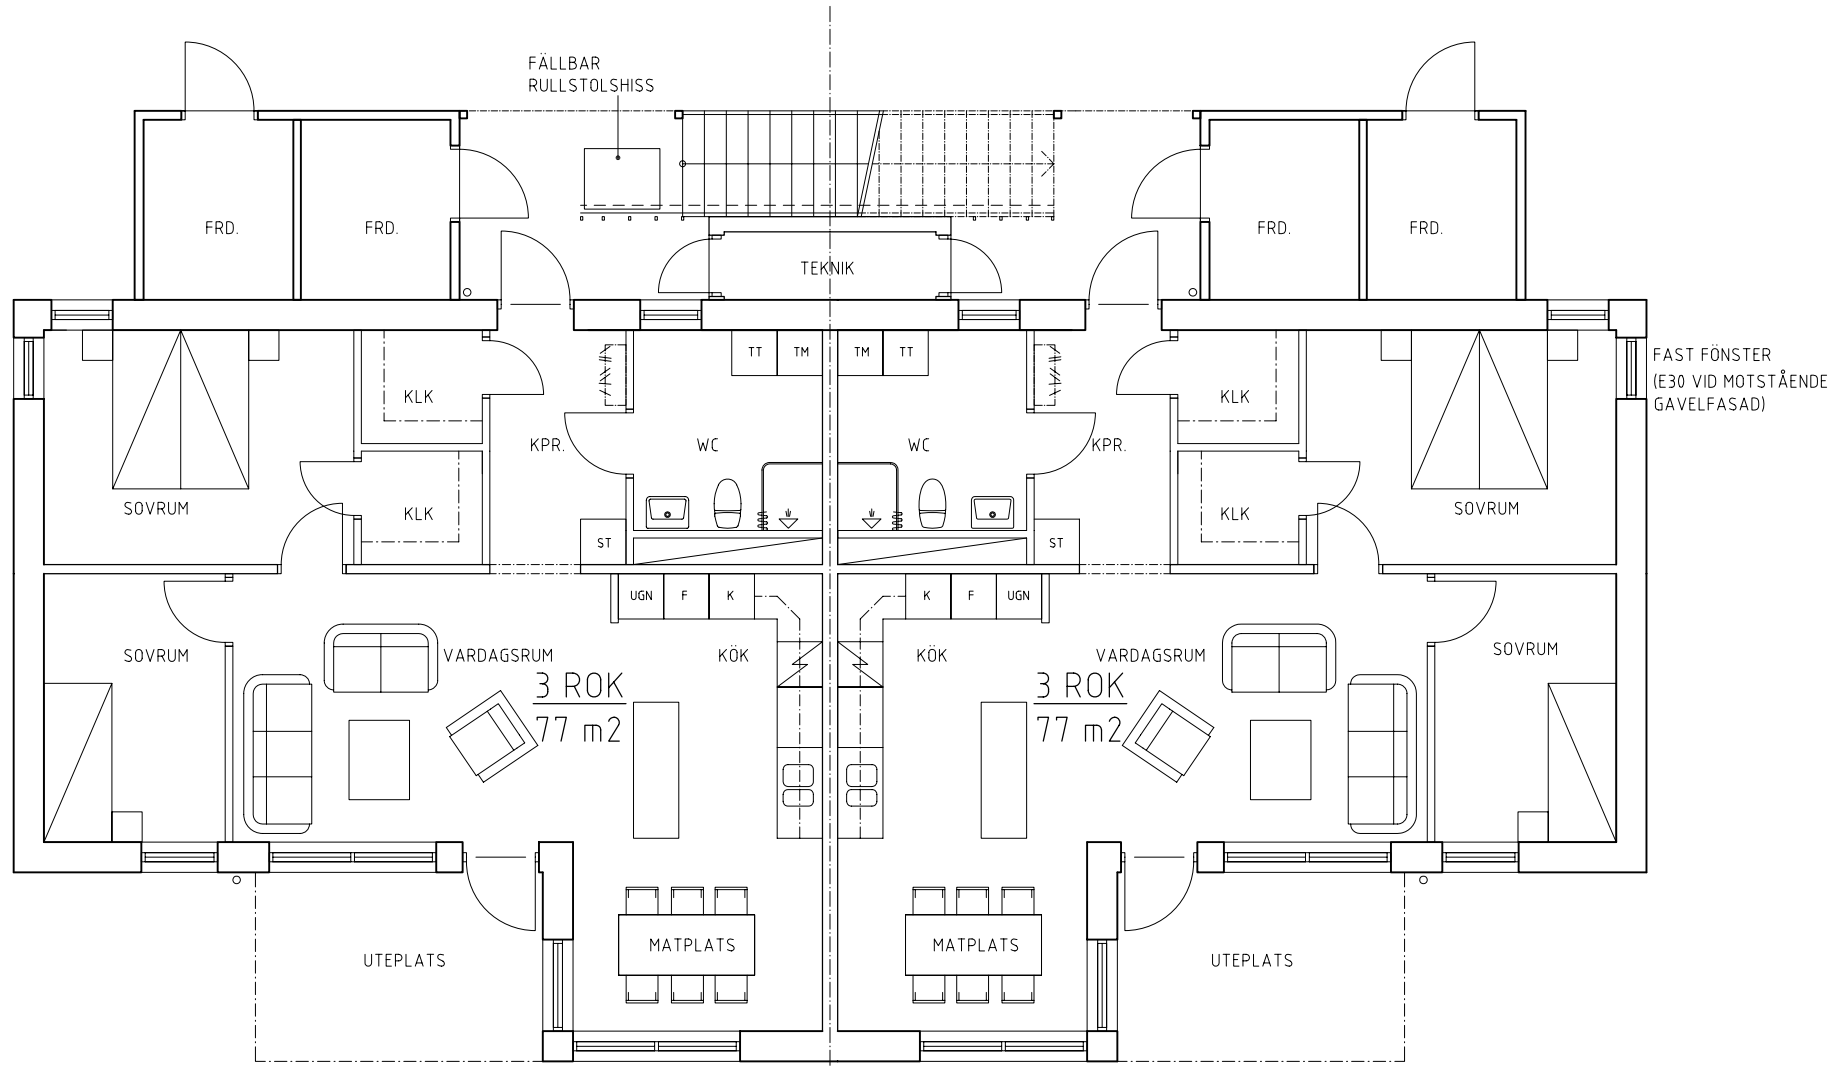 FÄLLBAR
RULLSTOLSHISS
FRD.
FRD.
FRD.
FRD.
TEKNIK
TT
TM
TM
TT
FAST FÖNSTER
(E30 VID MOTSTÅENDE
GAVELFASAD)
KLK
KLK
KPR.
WC
WC
KPR.
SOVRUM
KLK
KLK
SOVRUM
ST
ST
UGN
F
K
K
F
UGN
SOVRUM
VARDAGSRUM
KÖK
KÖK
VARDAGSRUM
SOVRUM
3 ROK
77 m2
3 ROK
77 m2
UTEPLATS
MATPLATS
MATPLATS
UTEPLATS